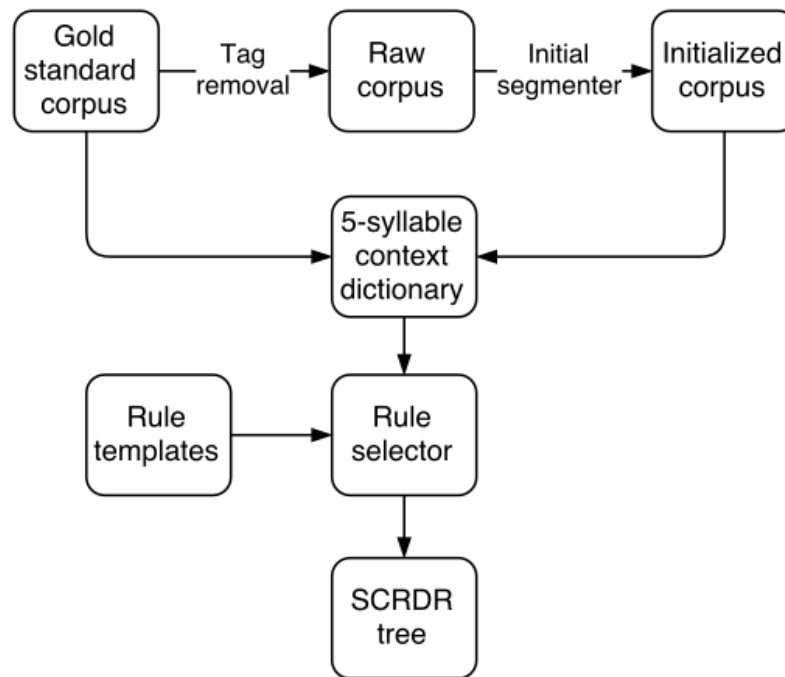 Gold
standard
corpus
Tag
removal
Raw
corpus
Initial
segmenter
Initialized
corpus
5-syllable
context
dictionary
Rule
templates
Rule
selector
SCRDR
tree